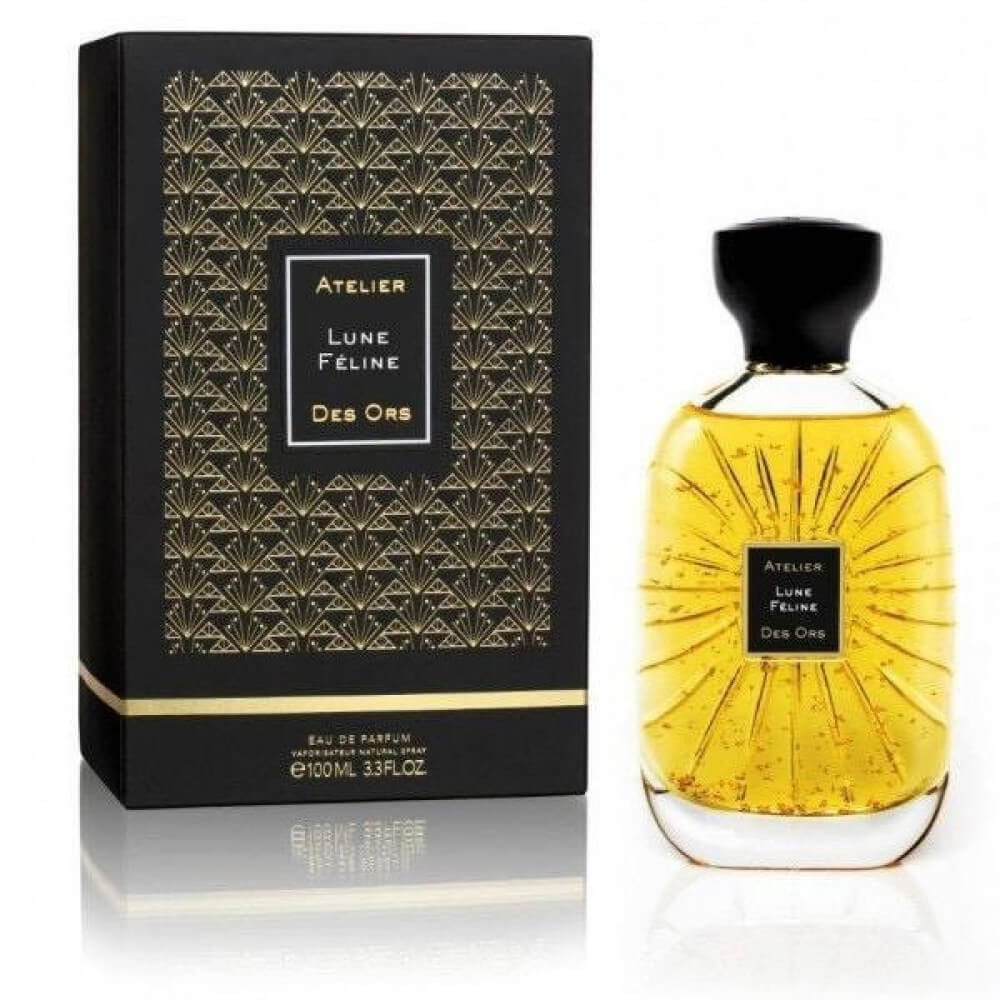 Atelier
Lune
Féline
Des Ors
EAU DE PARFUM
VAPORISATEUR NATURAL SPRAY
℮100ML 3.3FL.OZ.
Atelier
Lune
Féline
Des Ors